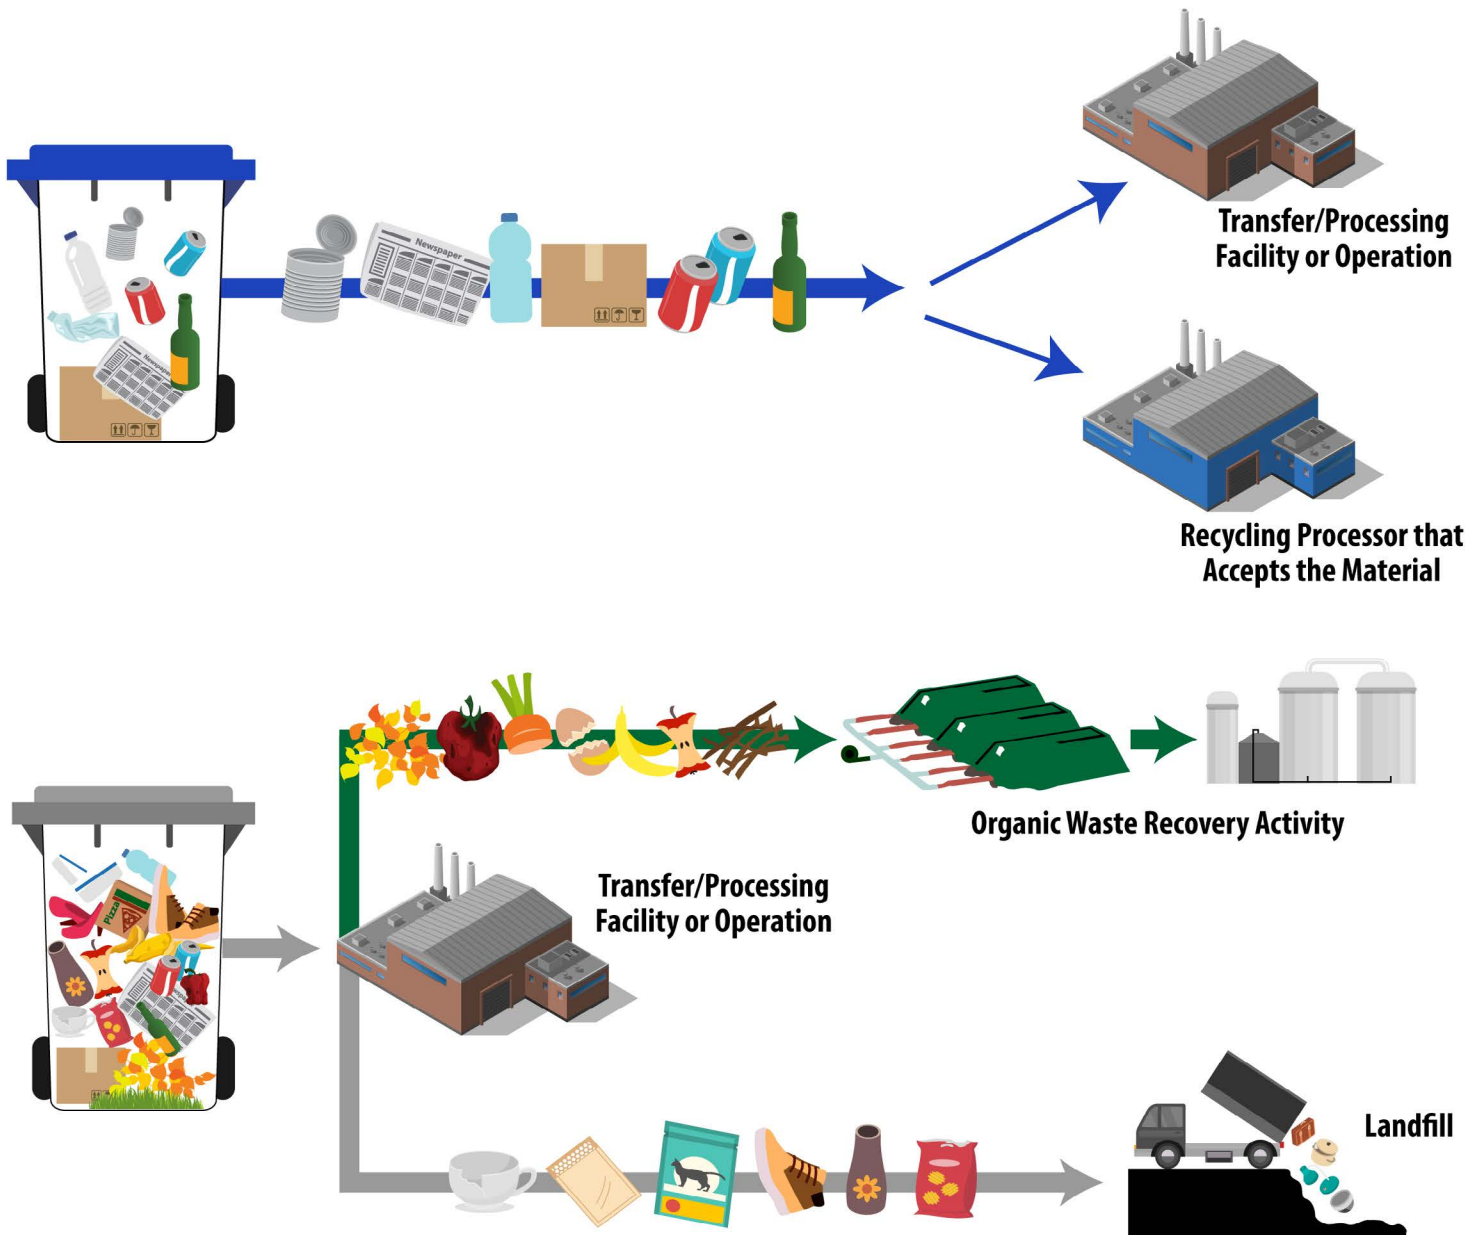 Newspaper
Newspaper
Transfer/Processing
Facility or Operation
Recycling Processor that
Accepts the Material
Organic Waste Recovery Activity
Pizza
Transfer/Processing
Facility or Operation
Landfill